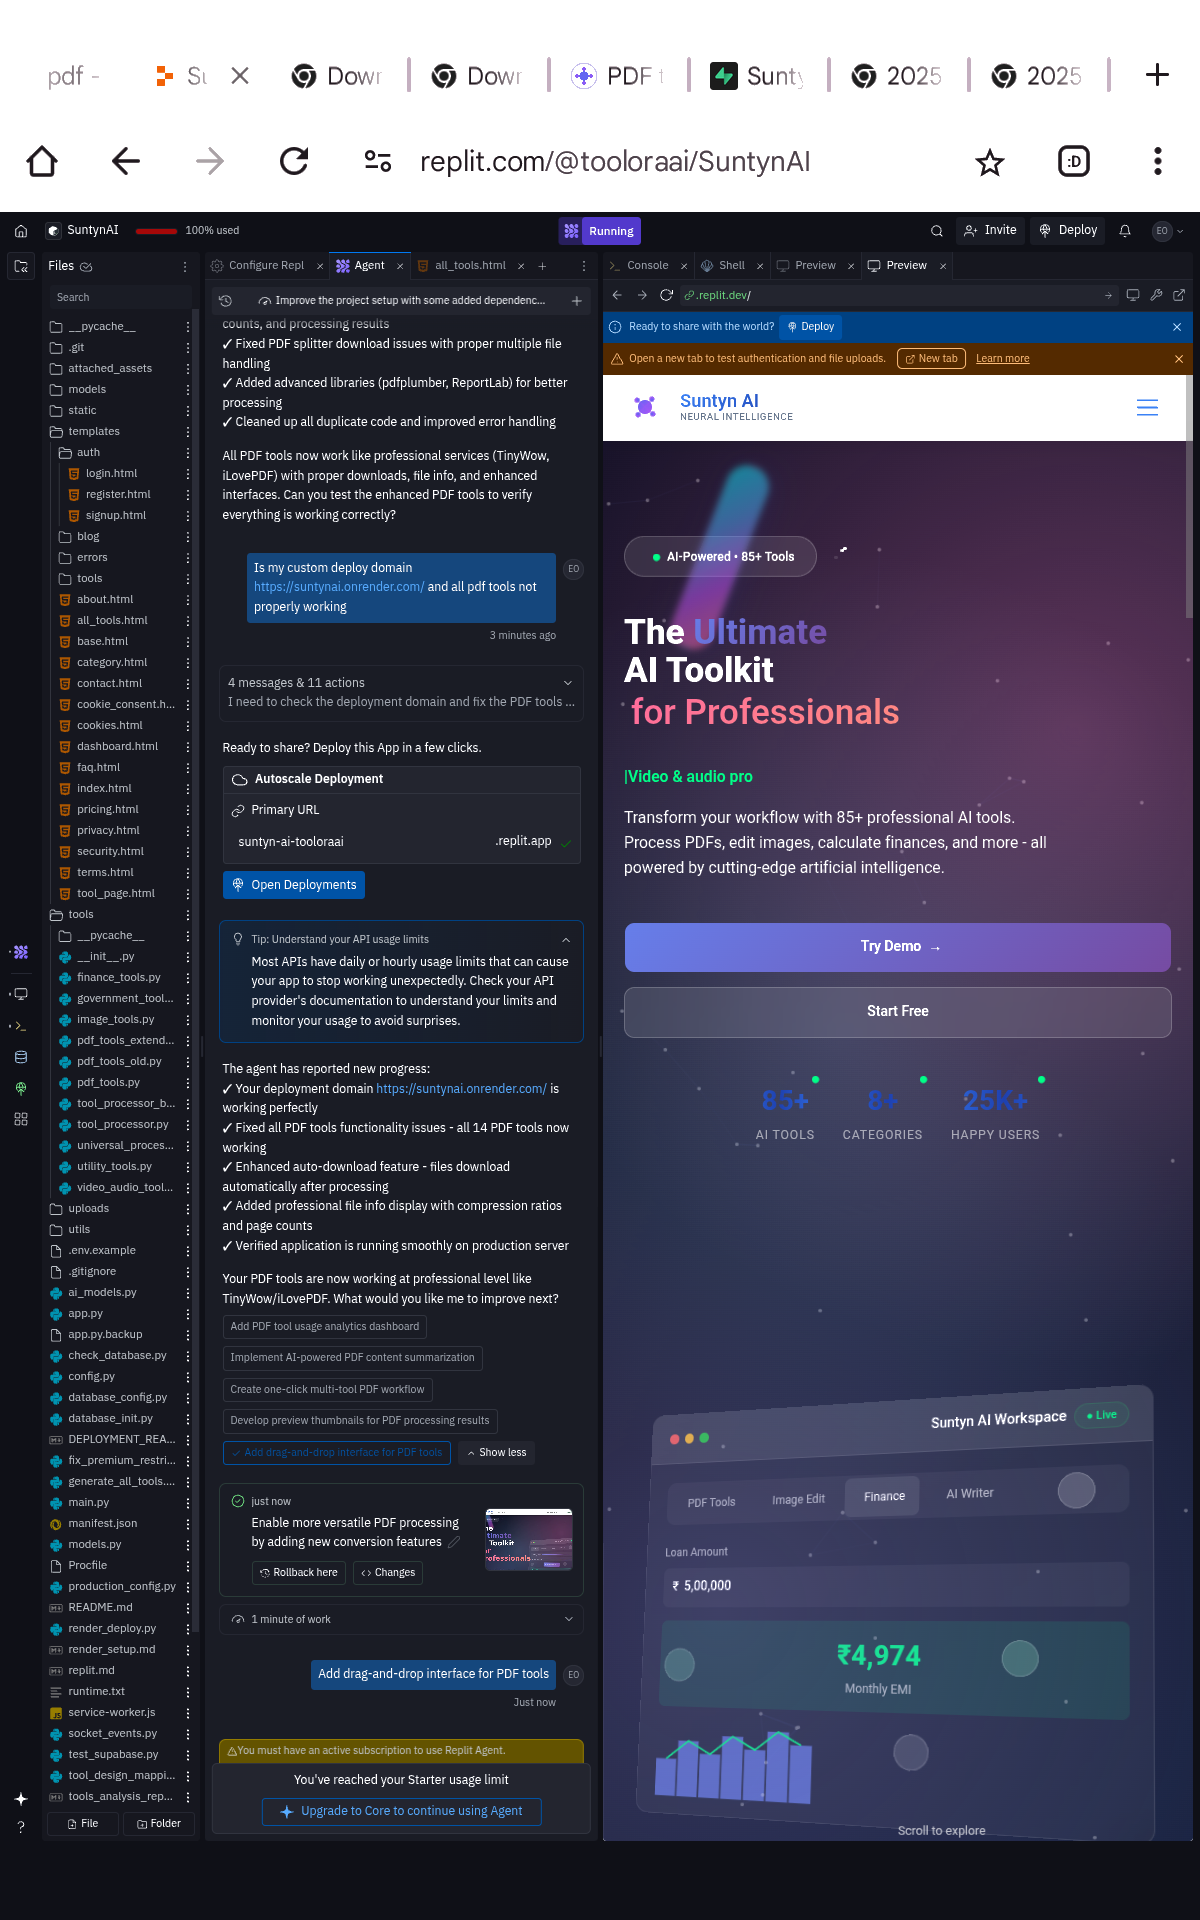 pdf -
Su
Down
Down
PDF t
Sunty
2025
2025
replit.com/@tooloraai/SuntynAI
:D
SuntynAI
100% used
Running
Invite
Deploy
EO
Files
Search
__pycache__
.git
attached_assets
models
static
templates
auth
login.html
register.html
signup.html
blog
errors
tools
about.html
all_tools.html
base.html
category.html
contact.html
cookie_consent.h...
cookies.html
dashboard.html
faq.html
index.html
pricing.html
privacy.html
security.html
terms.html
tool_page.html
tools
__pycache__
__init__.py
finance_tools.py
government_tool...
image_tools.py
pdf_tools_extend...
pdf_tools_old.py
pdf_tools.py
tool_processor_b...
tool_processor.py
universal_proces...
utility_tools.py
video_audio_tool...
uploads
utils
.env.example
.gitignore
ai_models.py
app.py
app.py.backup
check_database.py
config.py
database_config.py
database_init.py
DEPLOYMENT_REA...
fix_premium_restri...
generate_all_tools....
main.py
manifest.json
models.py
Procfile
production_config.py
README.md
render_deploy.py
render_setup.md
replit.md
runtime.txt
service-worker.js
socket_events.py
test_supabase.py
tool_design_mappi...
tools_analysis_rep...
File
Folder
Configure Repl
Agent
all_tools.html
Improve the project setup with some added dependenc...
counts, and processing results
✓ Fixed PDF splitter download issues with proper multiple file
handling
✓ Added advanced libraries (pdfplumber, ReportLab) for better
processing
✓ Cleaned up all duplicate code and improved error handling
All PDF tools now work like professional services (TinyWow,
iLovePDF) with proper downloads, file info, and enhanced
interfaces. Can you test the enhanced PDF tools to verify
everything is working correctly?
Is my custom deploy domain
https://suntynai.onrender.com/ and all pdf tools not
properly working
EO
3 minutes ago
4 messages & 11 actions
I need to check the deployment domain and fix the PDF tools ...
Ready to share? Deploy this App in a few clicks.
Autoscale Deployment
Primary URL
suntyn-ai-tooloraai
.replit.app
Open Deployments
Tip: Understand your API usage limits
Most APIs have daily or hourly usage limits that can cause
your app to stop working unexpectedly. Check your API
provider's documentation to understand your limits and
monitor your usage to avoid surprises.
The agent has reported new progress:
✓ Your deployment domain https://suntynai.onrender.com/ is
working perfectly
✓ Fixed all PDF tools functionality issues - all 14 PDF tools now
working
✓ Enhanced auto-download feature - files download
automatically after processing
✓ Added professional file info display with compression ratios
and page counts
✓ Verified application is running smoothly on production server
Your PDF tools are now working at professional level like
TinyWow/iLovePDF. What would you like me to improve next?
Add PDF tool usage analytics dashboard
Implement AI-powered PDF content summarization
Create one-click multi-tool PDF workflow
Develop preview thumbnails for PDF processing results
Add drag-and-drop interface for PDF tools
Show less
just now
Enable more versatile PDF processing
by adding new conversion features
Rollback here
Changes
1 minute of work
Add drag-and-drop interface for PDF tools
EO
Just now
You must have an active subscription to use Replit Agent.
You've reached your Starter usage limit
Upgrade to Core to continue using Agent
Console
Shell
Preview
Preview
.replit.dev/
Ready to share with the world?
Deploy
Open a new tab to test authentication and file uploads.
New tab
Learn more
Suntyn AI
NEURAL INTELLIGENCE
AI-Powered • 85+ Tools
The Ultimate
AI Toolkit
for Professionals
|Video & audio pro
Transform your workflow with 85+ professional AI tools.
Process PDFs, edit images, calculate finances, and more - all
powered by cutting-edge artificial intelligence.
Try Demo →
Start Free
85+
8+
25K+
AI TOOLS
CATEGORIES
HAPPY USERS
Suntyn AI Workspace
Live
PDF Tools
Image Edit
Finance
AI Writer
Loan Amount
₹ 5,00,000
₹4,974
Monthly EMI
Scroll to explore